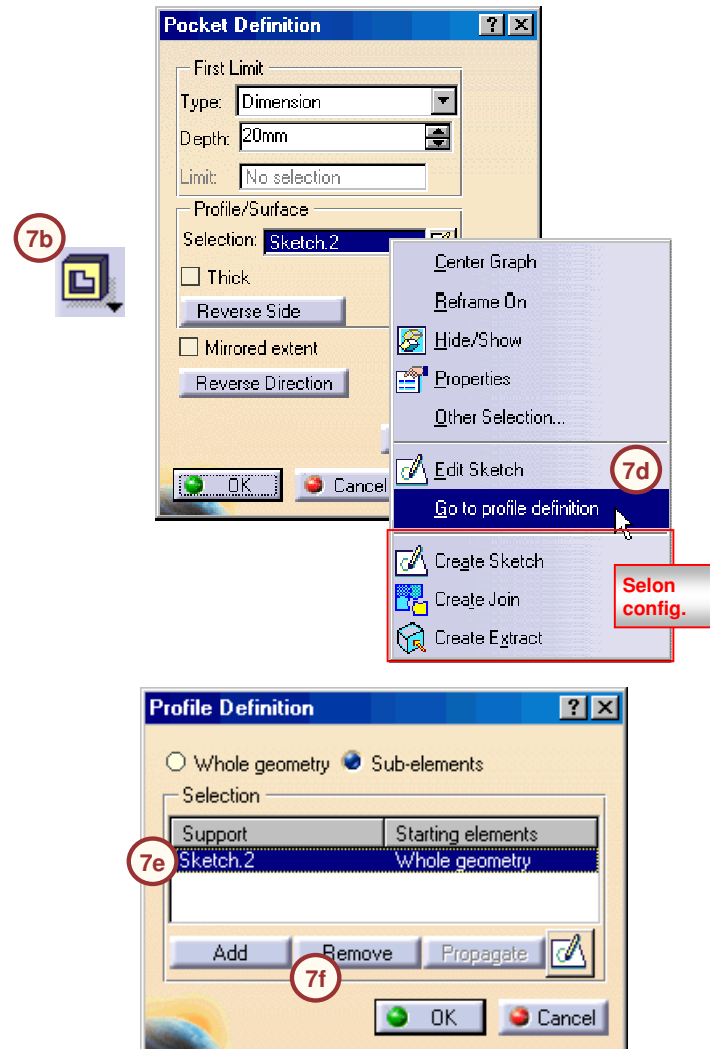 Pocket Definition
First Limit
Type: Dimension
Depth: 20mm
Limit: No selection
Profile/Surface
7b
Selection: Sketch.2
Center Graph
Thick
Reframe On
Reverse Side
Hide/Show
Mirrored extent
Properties
Reverse Direction
Other Selection...
Edit Sketch
7d
OK
Cancel
Go to profile definition
Create Sketch
Selon
config.
Create Join
Create Extract
Profile Definition
Whole geometry
Sub-elements
Selection
Support
Starting elements
7e
Sketch.2
Whole geometry
Add
Remove
Propagate
7f
OK
Cancel